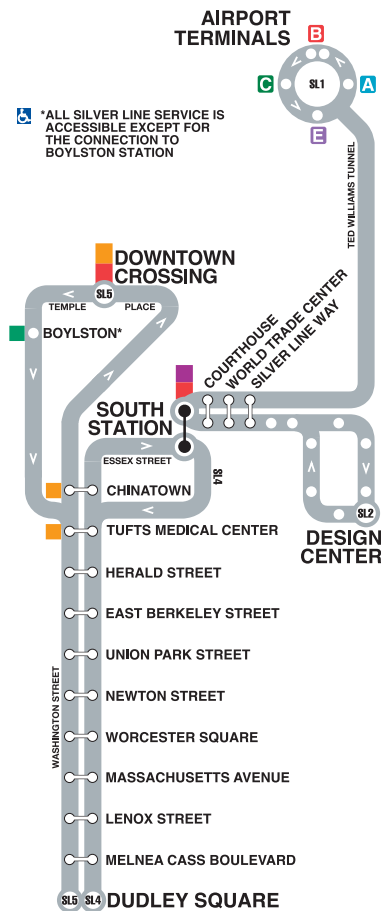 AIRPORT
TERMINALS
B
C
SL1
A
E
*ALL SILVER LINE SERVICE IS
ACCESSIBLE EXCEPT FOR
THE CONNECTION TO
BOYLSTON STATION
TED WILLIAMS TUNNEL
DOWNTOWN
CROSSING
SL5
TEMPLE PLACE
BOYLSTON*
COURTHOUSE
WORLD TRADE CENTER
SILVER LINE WAY
SOUTH
STATION
ESSEX STREET
SL4
CHINATOWN
SL2
DESIGN
CENTER
TUFTS MEDICAL CENTER
HERALD STREET
EAST BERKELEY STREET
UNION PARK STREET
NEWTON STREET
WASHINGTON STREET
WORCESTER SQUARE
MASSACHUSETTS AVENUE
LENOX STREET
MELNEA CASS BOULEVARD
SL5 SL4 DUDLEY SQUARE